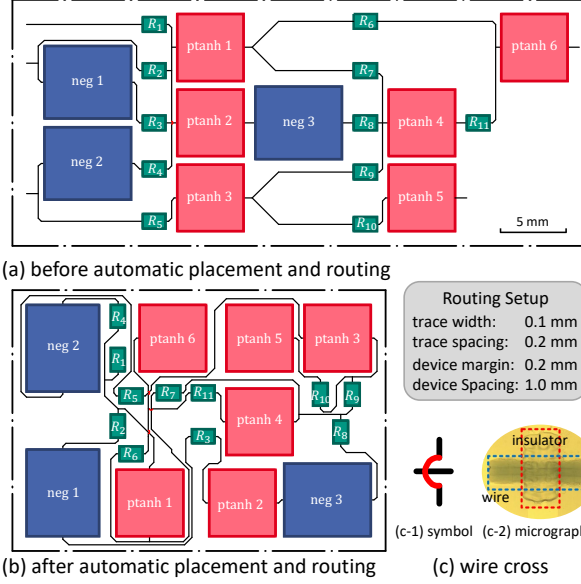 R1
R6
ptanh 1
ptanh 6
R2
R7
neg 1
R3
ptanh 2
neg 3
R8
ptanh 4
R11
neg 2
R4
R9
ptanh 3
ptanh 5
R5
R10
5 mm
(a) before automatic placement and routing
R4
neg 2
ptanh 6
ptanh 5
ptanh 3
R1
R5
R7
R11
R10
R9
R2
R3
ptanh 4
R8
R6
neg 1
ptanh 1
ptanh 2
neg 3
(b) after automatic placement and routing
Routing Setup
trace width: 0.1 mm
trace spacing: 0.2 mm
device margin: 0.2 mm
device Spacing: 1.0 mm
insulator
wire
(c-1) symbol
(c-2) micrograph
(c) wire cross